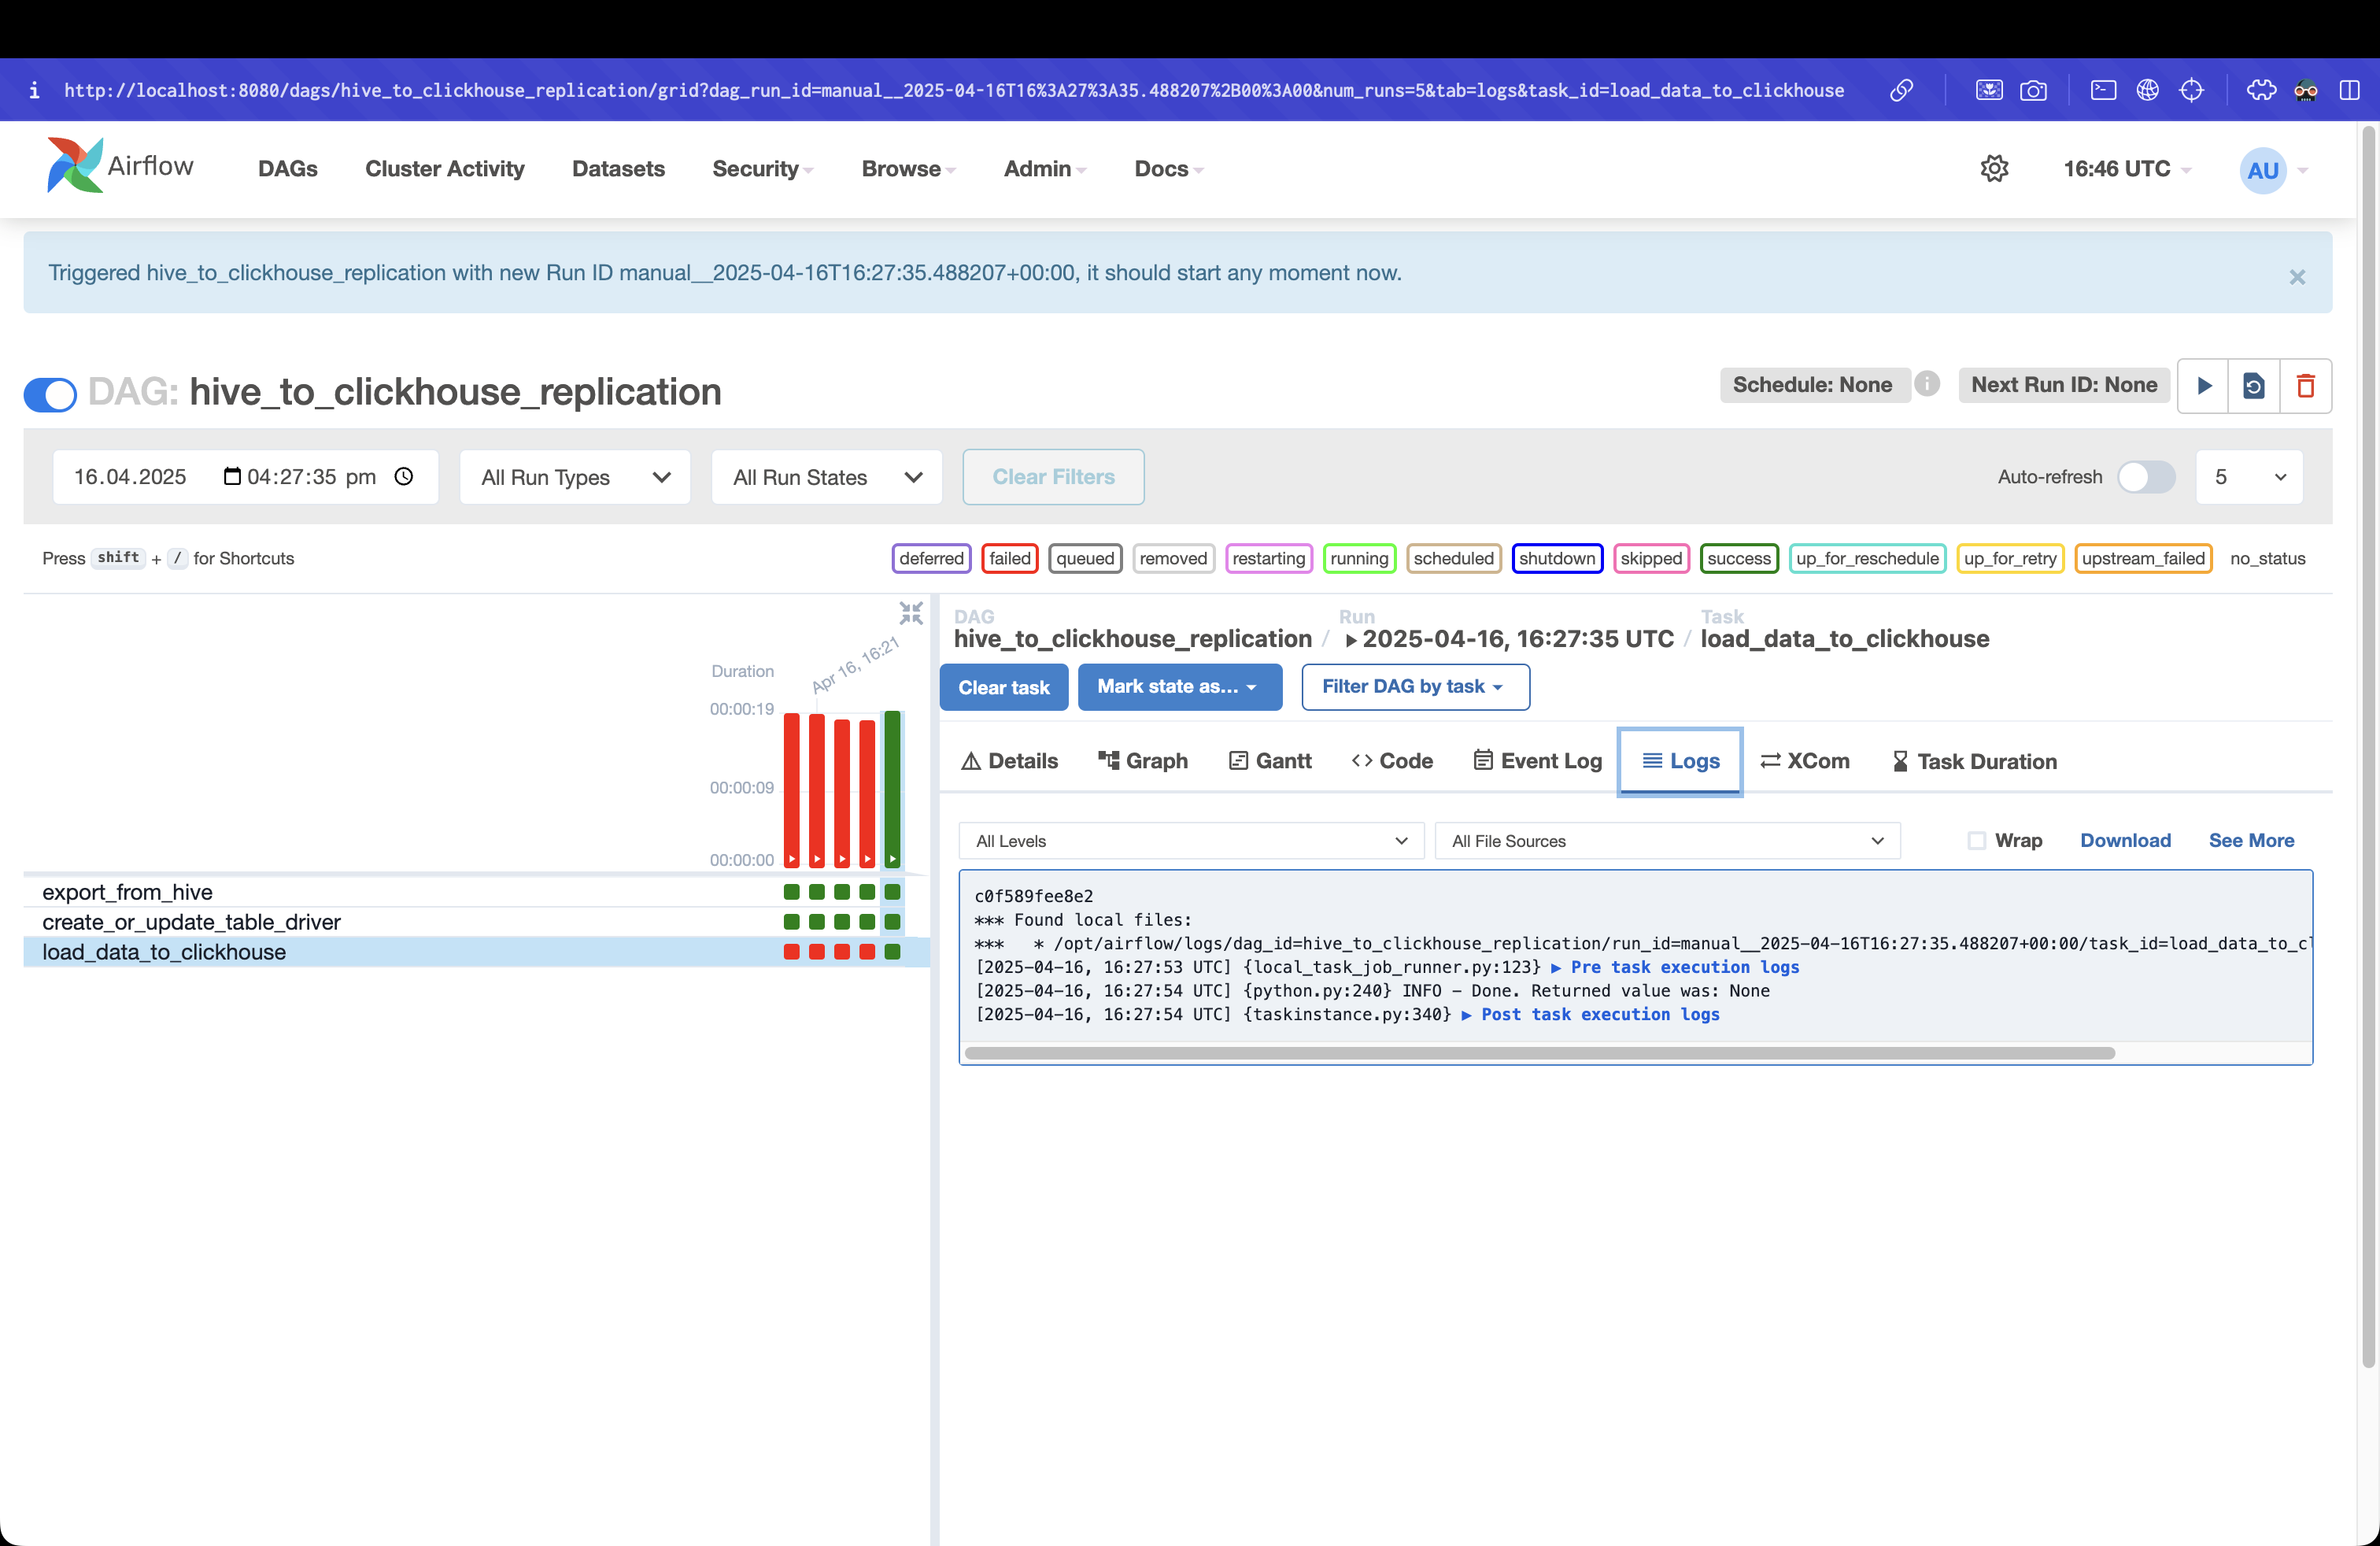 i http://localhost:8080/dags/hive_to_clickhouse_replication/grid?dag_run_id=manual__2025-04-16T16%3A27%3A35.488207%2B00%3A00&num_runs=5&tab=logs&task_id=load_data_to_clickhouse
Airflow DAGs Cluster Activity Datasets Security Browse Admin Docs 16:46 UTC AU
Triggered hive_to_clickhouse_replication with new Run ID manual__2025-04-16T16:27:35.488207+00:00, it should start any moment now. ×
DAG: hive_to_clickhouse_replication Schedule: None i Next Run ID: None
16.04.2025 04:27:35 pm All Run Types All Run States Clear Filters Auto-refresh 5
Press shift + / for Shortcuts deferred failed queued removed restarting running scheduled shutdown skipped success up_for_reschedule up_for_retry upstream_failed no_status
Duration
Apr 16, 16:21
00:00:19
00:00:09
00:00:00
export_from_hive
create_or_update_table_driver
load_data_to_clickhouse
DAG Run Task
hive_to_clickhouse_replication / 2025-04-16, 16:27:35 UTC / load_data_to_clickhouse
Clear task Mark state as... Filter DAG by task
Details Graph Gantt Code Event Log Logs XCom Task Duration
All Levels All File Sources Wrap Download See More
c0f589fee8e2
*** Found local files:
***   * /opt/airflow/logs/dag_id=hive_to_clickhouse_replication/run_id=manual__2025-04-16T16:27:35.488207+00:00/task_id=load_data_to_cl
[2025-04-16, 16:27:53 UTC] {local_task_job_runner.py:123} ▶ Pre task execution logs
[2025-04-16, 16:27:54 UTC] {python.py:240} INFO - Done. Returned value was: None
[2025-04-16, 16:27:54 UTC] {taskinstance.py:340} ▶ Post task execution logs